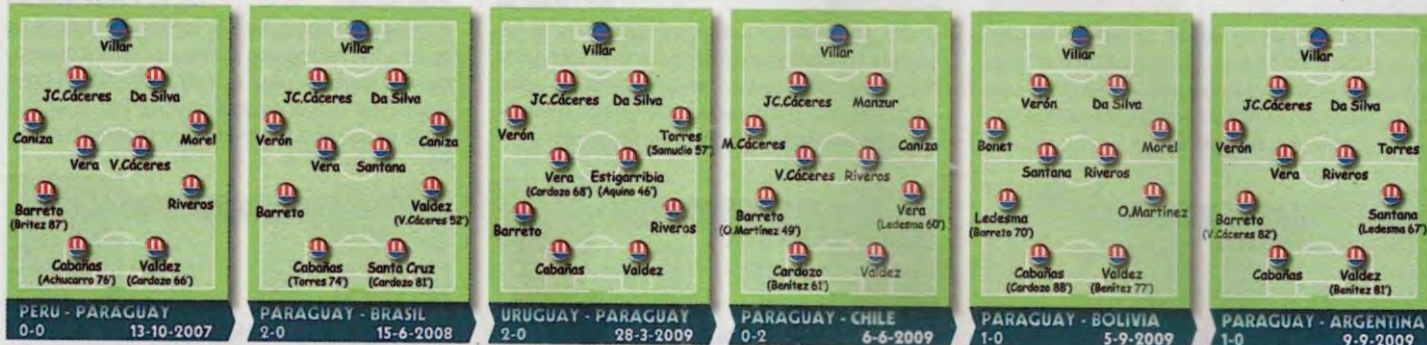 Villar
JC.Cáceres Da Silva
Caniza Morel
Vera V.Cáceres
Barreto Riveros
(Britez 87')
Cabañas Valdez
(Achucarro 76') (Cardozo 66')
PERU - PARAGUAY
0-0 13-10-2007
Villar
JC.Cáceres Da Silva
Verón Caniza
Vera Santana
Barreto Valdez
(V.Cáceres 52')
Cabañas Santa Cruz
(Torres 74') (Cardozo 81')
PARAGUAY - BRASIL
2-0 15-6-2008
Villar
JC.Cáceres Da Silva
Verón Torres
(Samudio 57')
Vera Estigarribia
(Cardozo 68') (Aquino 46')
Barreto Riveros
Cabañas Valdez
URUGUAY - PARAGUAY
2-0 28-3-2009
Villar
JC.Cáceres Manzur
M.Cáceres Caniza
V.Cáceres Riveros
Barreto Vera
(O.Martínez 49') (Ledesma 60')
Cardozo Valdez
(Benítez 61')
PARAGUAY - CHILE
0-2 6-6-2009
Villar
Verón Da Silva
Bonet Morel
Santana Riveros
Ledesma O.Martínez
(Barreto 70')
Cabañas Valdez
(Cardozo 88') (Benítez 77')
PARAGUAY - BOLIVIA
1-0 5-9-2009
Villar
JC.Cáceres Da Silva
Verón Torres
Vera Riveros
Barreto Santana
(V.Cáceres 82') (Ledesma 67')
Cabañas Valdez
(Benítez 81')
PARAGUAY - ARGENTINA
1-0 9-9-2009